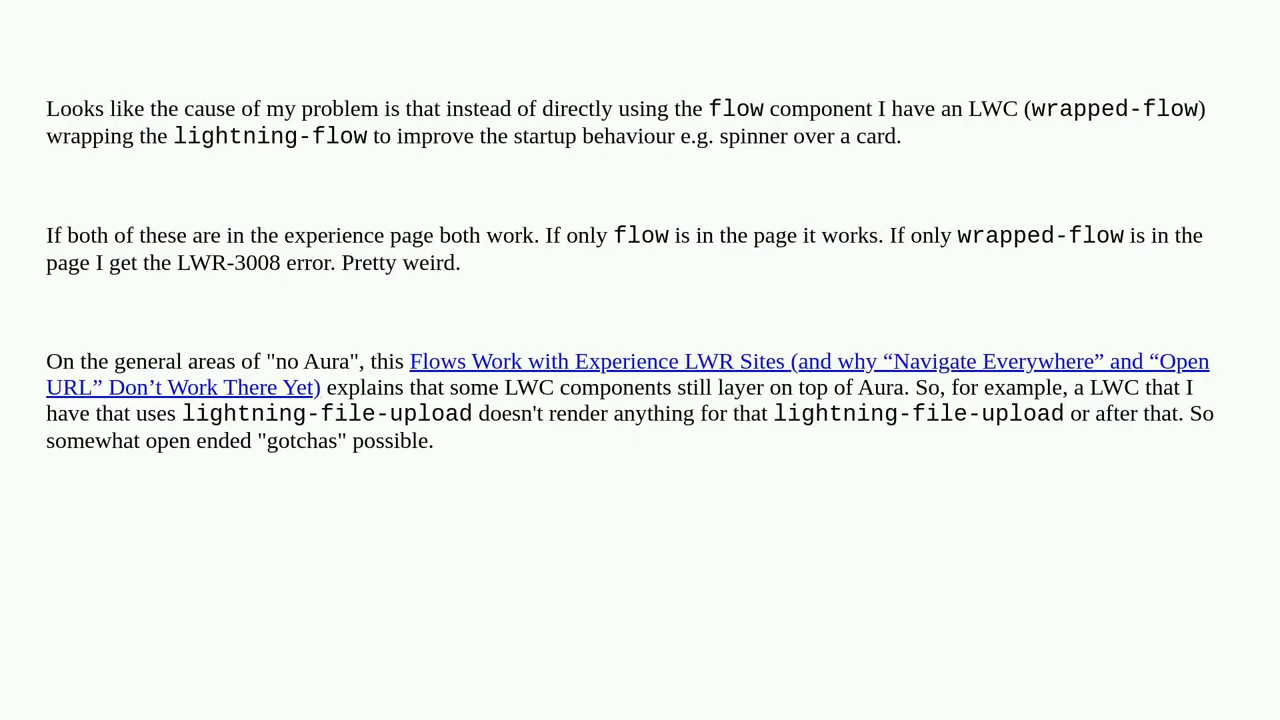 Looks like the cause of my problem is that instead of directly using the flow component I have an LWC (wrapped-flow)
wrapping the lightning-flow to improve the startup behaviour e.g. spinner over a card.
If both of these are in the experience page both work. If only flow is in the page it works. If only wrapped-flow is in the
page I get the LWR-3008 error. Pretty weird.
On the general areas of "no Aura", this Flows Work with Experience LWR Sites (and why “Navigate Everywhere” and “Open
URL” Don’t Work There Yet) explains that some LWC components still layer on top of Aura. So, for example, a LWC that I
have that uses lightning-file-upload doesn't render anything for that lightning-file-upload or after that. So
somewhat open ended "gotchas" possible.